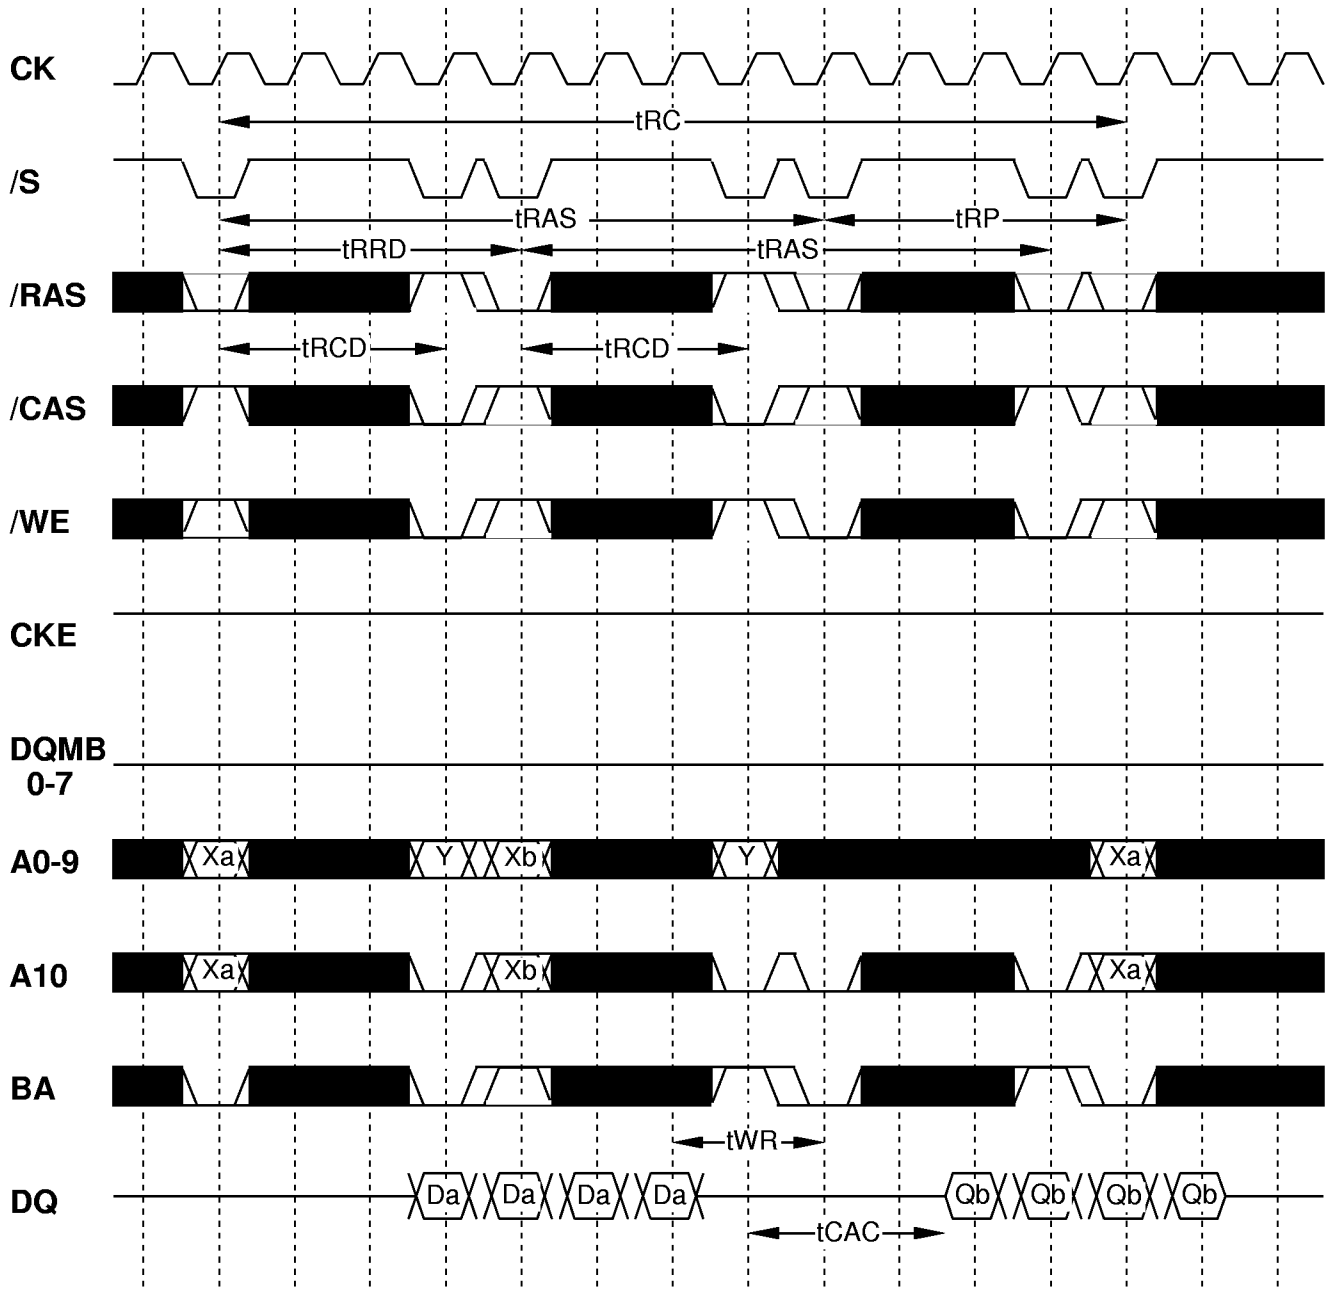 CK
tRC
/S
tRAS tRP
tRRD tRAS
/RAS
tRCD tRCD
/CAS
/WE
CKE
DQMB
0-7
A0-9 Xa Y Xb Y Xa
A10 Xa Xb Xa
BA
tWR
DQ Da Da Da Da Qb Qb Qb Qb
tCAC